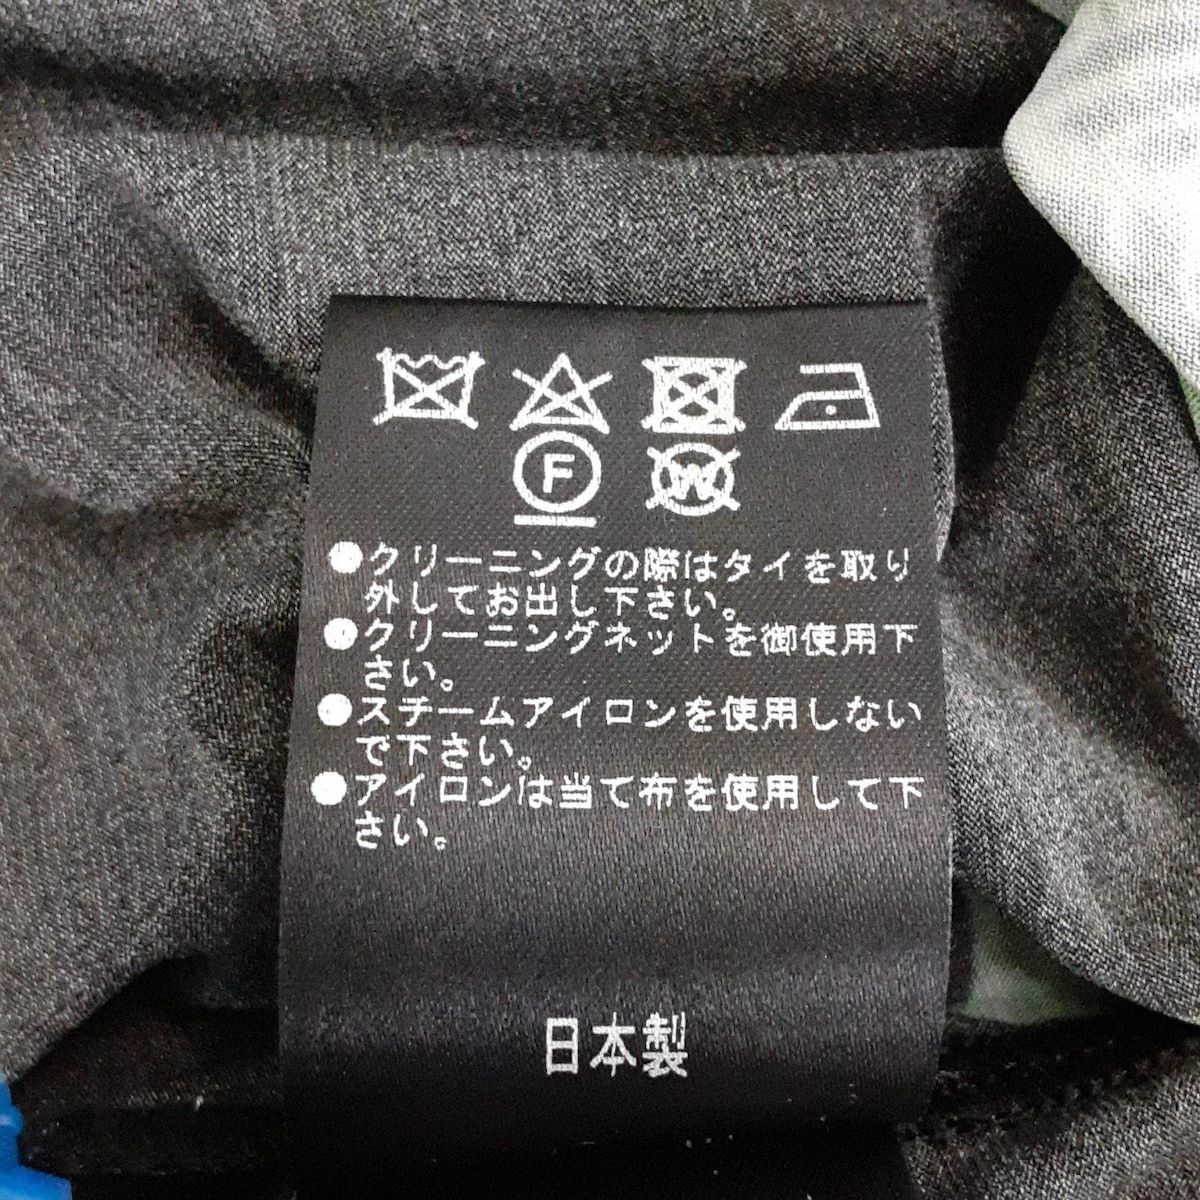 F W
●クリーニングの際はタイを取り
外してお出し下さい。
●クリーニングネットを御使用下
さい。
●スチームアイロンを使用しない
で下さい。
●アイロンは当て布を使用して下
さい。
日本製